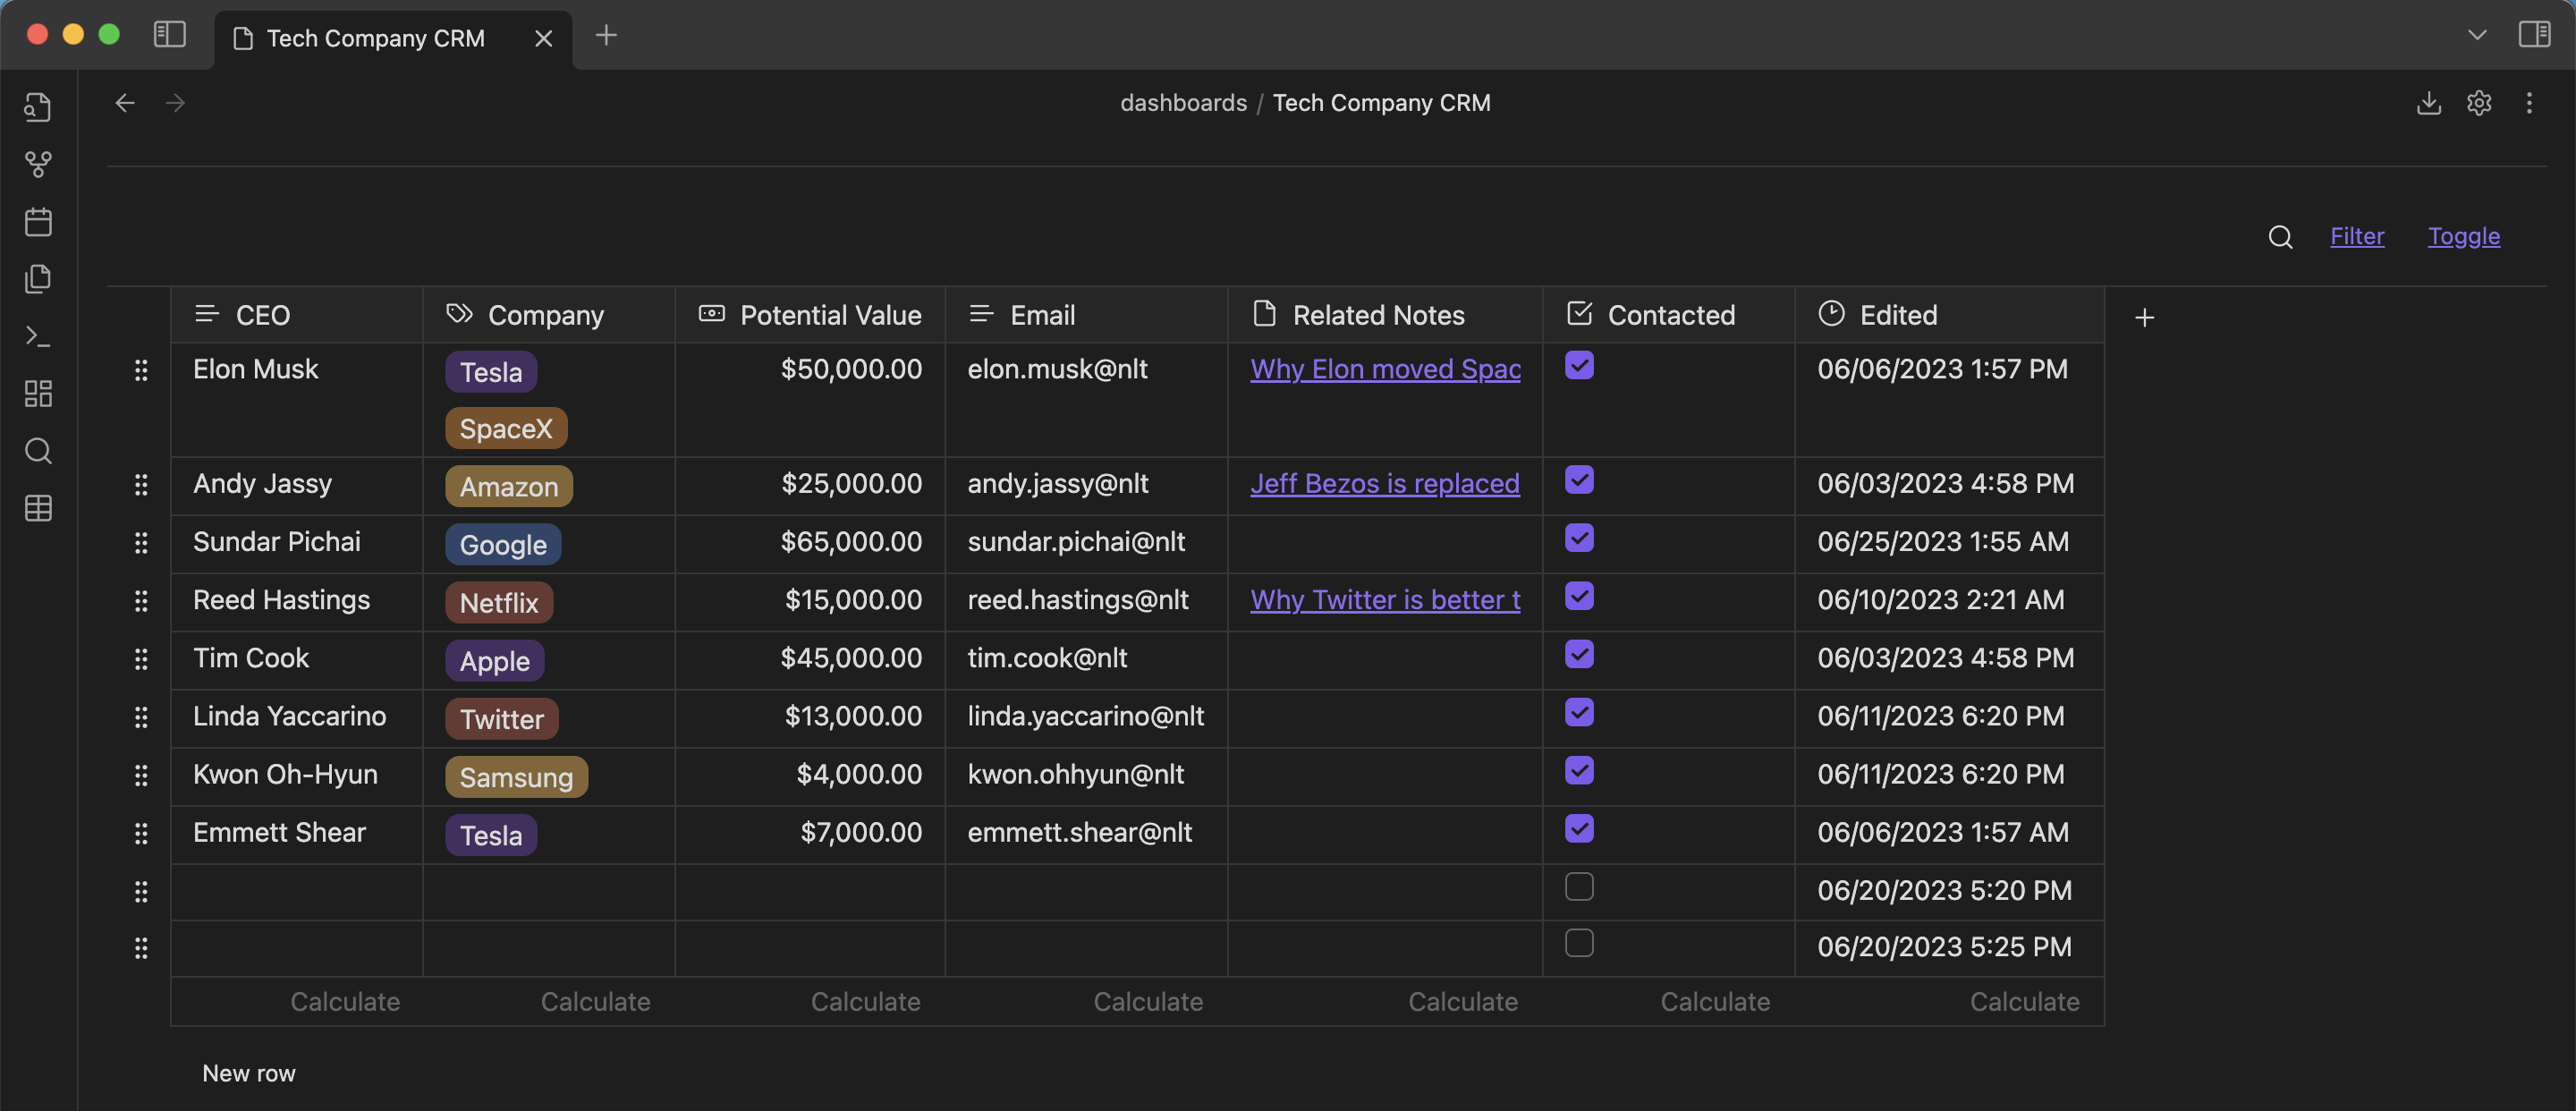 Tech Company CRM
dashboards / Tech Company CRM
Filter Toggle
CEO Company Potential Value Email Related Notes Contacted Edited
Elon Musk Tesla $50,000.00 elon.musk@nlt Why Elon moved Spac 06/06/2023 1:57 PM
SpaceX
Andy Jassy Amazon $25,000.00 andy.jassy@nlt Jeff Bezos is replaced 06/03/2023 4:58 PM
Sundar Pichai Google $65,000.00 sundar.pichai@nlt 06/25/2023 1:55 AM
Reed Hastings Netflix $15,000.00 reed.hastings@nlt Why Twitter is better t 06/10/2023 2:21 AM
Tim Cook Apple $45,000.00 tim.cook@nlt 06/03/2023 4:58 PM
Linda Yaccarino Twitter $13,000.00 linda.yaccarino@nlt 06/11/2023 6:20 PM
Kwon Oh-Hyun Samsung $4,000.00 kwon.ohhyun@nlt 06/11/2023 6:20 PM
Emmett Shear Tesla $7,000.00 emmett.shear@nlt 06/06/2023 1:57 AM
06/20/2023 5:20 PM
06/20/2023 5:25 PM
Calculate Calculate Calculate Calculate Calculate Calculate Calculate
New row